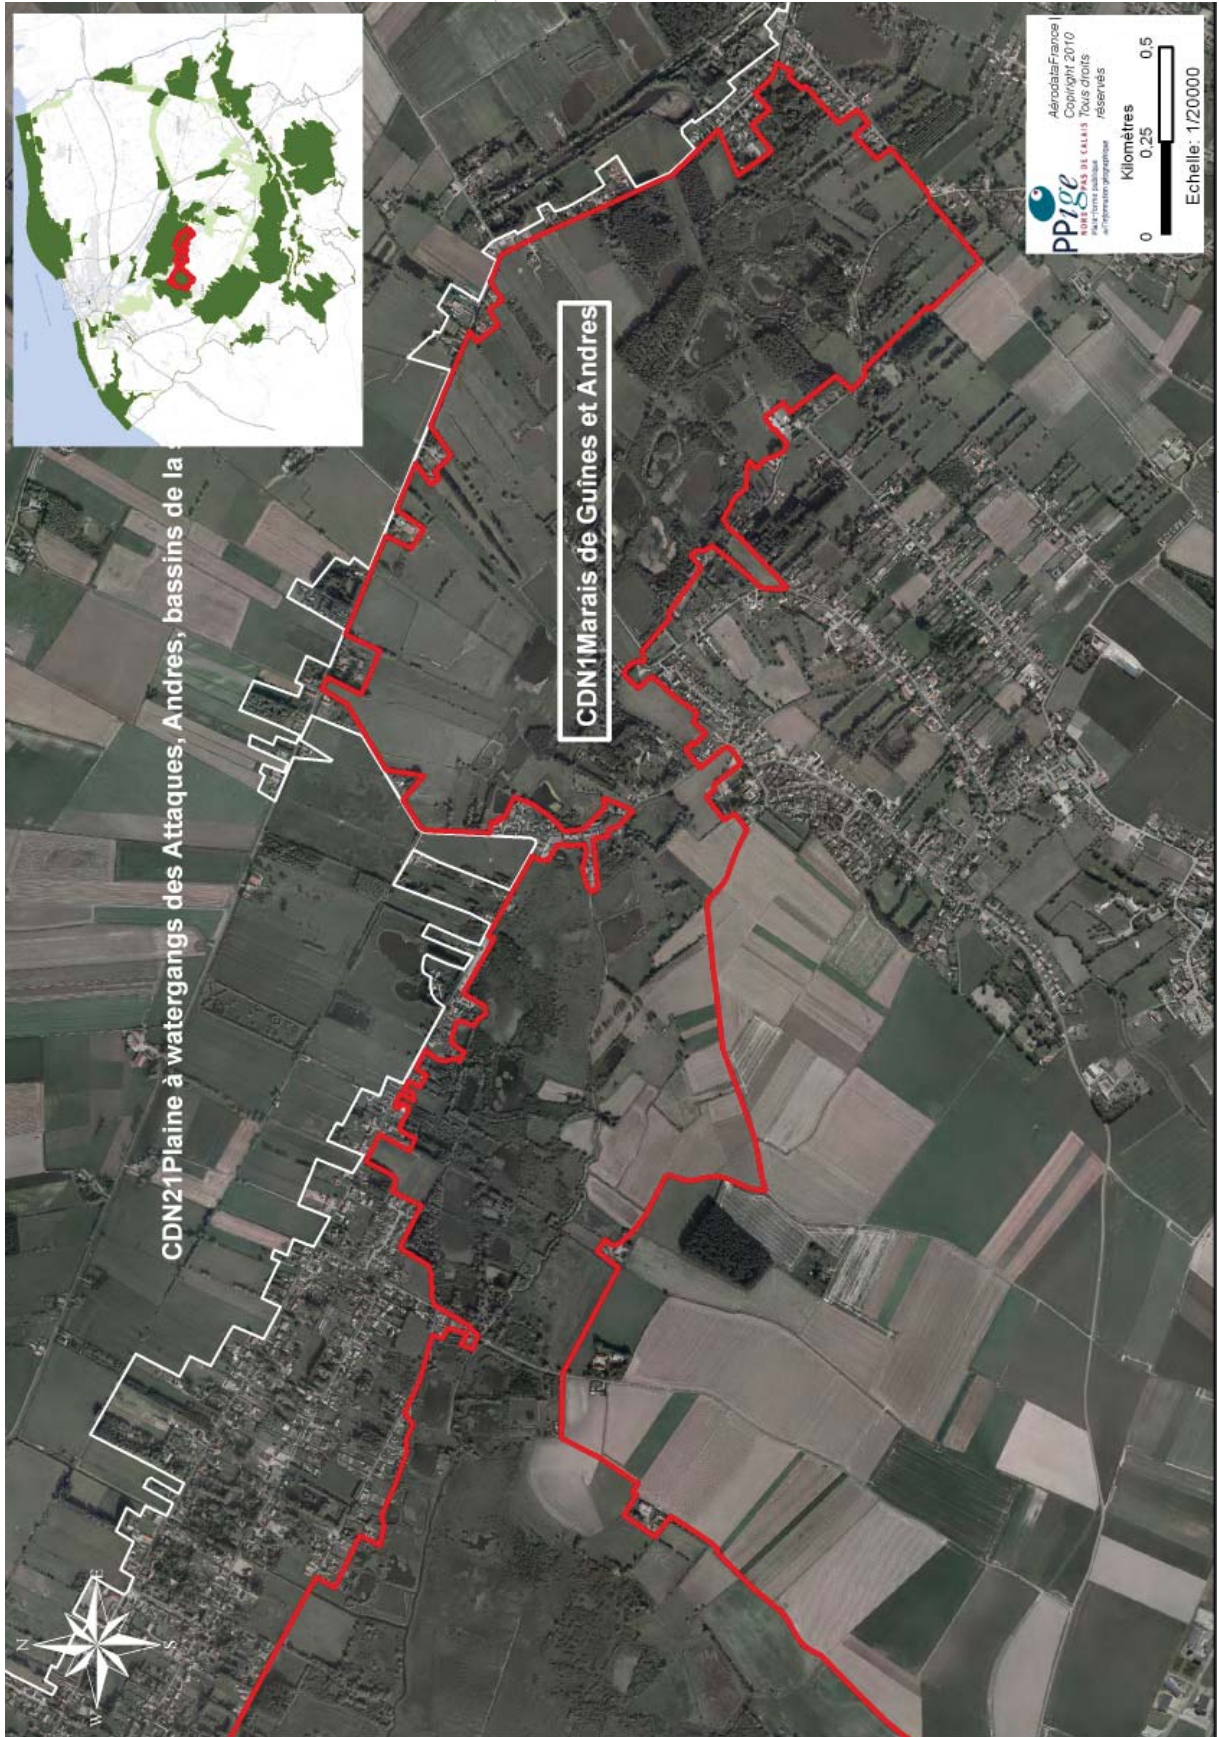 CDN21Plaine à watergangs des Attaques, Andres, bassins de la
CDN1Marais de Guînes et Andres
N
E
S
W
PPige
NORD PAS DE CALAIS
AérodataFrance |
Copyright 2010
Tous droits
réservés
Kilomètres
0 0,25 0,5
Echelle: 1/20000